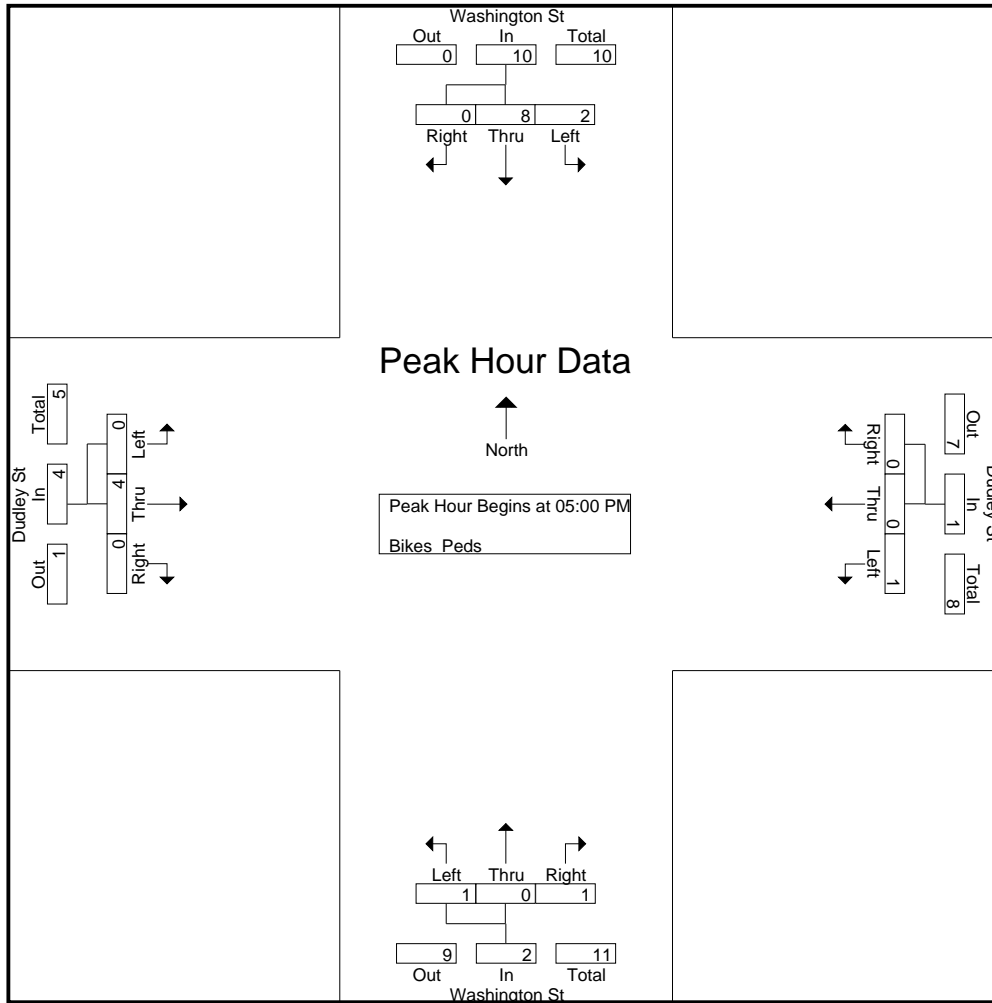 Washington St
Out In Total
0 10 10
0 8 2
Right Thru Left
Peak Hour Data
North
Peak Hour Begins at 05:00 PM
Bikes Peds
Dudley St
Out In Total
1 4 5
0 4 0
Right Thru Left
Dudley St
Out In Total
7 1 8
0 0 1
Right Thru Left
Left Thru Right
1 0 1
9 2 11
Out In Total
Washington St